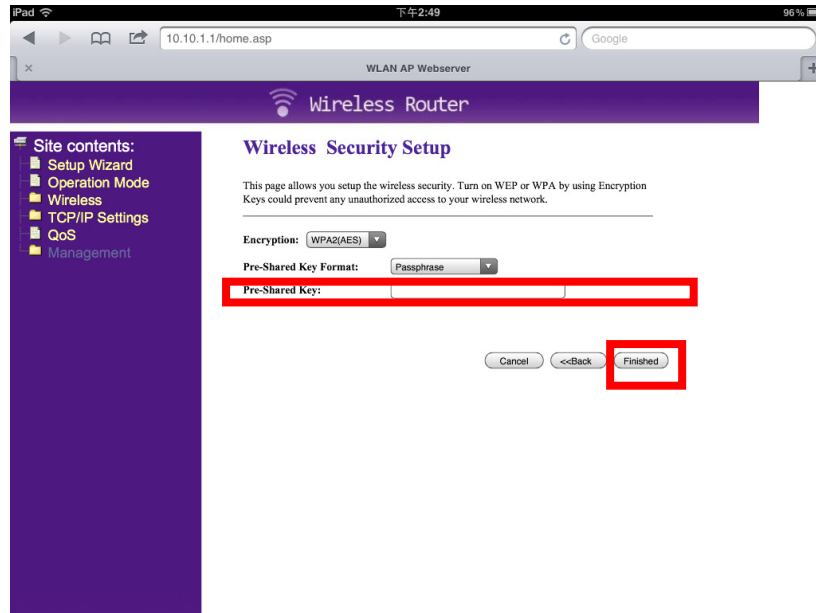 iPad 下午2:49 96%
10.10.1.1/home.asp Google
WLAN AP Webserver
Wireless Router
Site contents:
Setup Wizard
Operation Mode
Wireless
TCP/IP Settings
QoS
Management
Wireless Security Setup
This page allows you setup the wireless security. Turn on WEP or WPA by using Encryption
Keys could prevent any unauthorized access to your wireless network.
Encryption: WPA2(AES)
Pre-Shared Key Format: Passphrase
Pre-Shared Key:
Cancel <<Back Finished